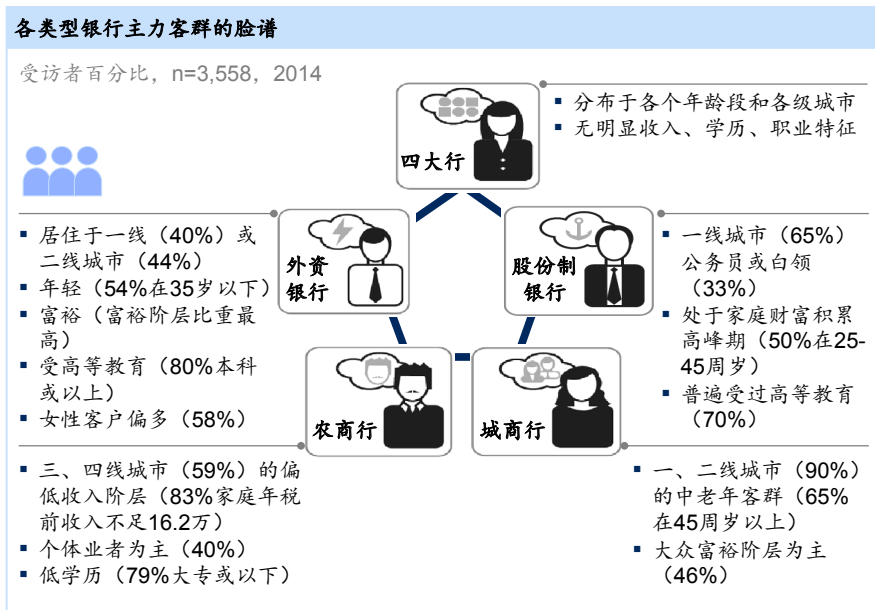 各类型银行主力客群的脸谱
受访者百分比，n=3,558，2014
四大行
▪ 分布于各个年龄段和各级城市
▪ 无明显收入、学历、职业特征
外资
银行
▪ 居住于一线（40%）或
二线城市（44%）
▪ 年轻（54%在35岁以下）
▪ 富裕（富裕阶层比重最
高）
▪ 受高等教育（80%本科
或以上）
▪ 女性客户偏多（58%）
股份制
银行
▪ 一线城市（65%）
公务员或白领
（33%）
▪ 处于家庭财富积累
高峰期（50%在25-
45周岁）
▪ 普遍受过高等教育
（70%）
农商行
▪ 三、四线城市（59%）的偏
低收入阶层（83%家庭年税
前收入不足16.2万）
▪ 个体业者为主（40%）
▪ 低学历（79%大专或以下）
城商行
▪ 一、二线城市（90%）
的中老年客群（65%
在45周岁以上）
▪ 大众富裕阶层为主
（46%）